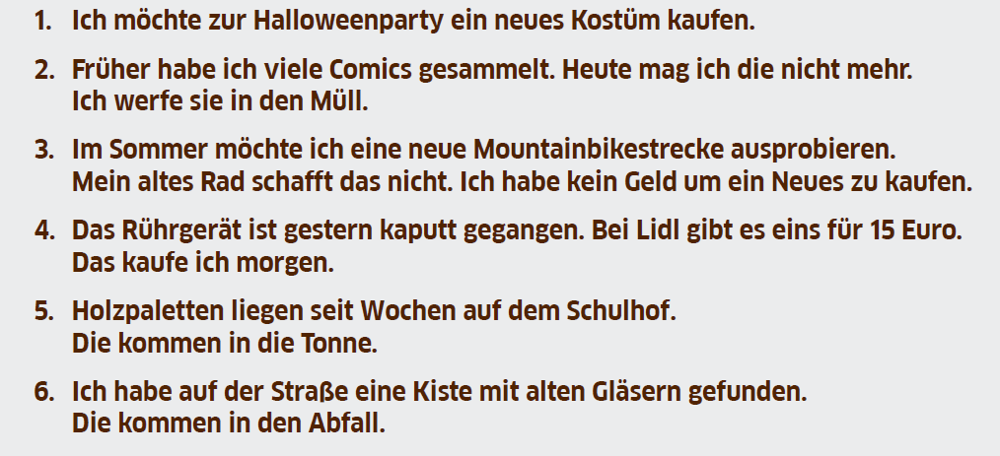 1. Ich möchte zur Halloweenparty ein neues Kostüm kaufen.
2. Früher habe ich viele Comics gesammelt. Heute mag ich die nicht mehr.
Ich werfe sie in den Müll.
3. Im Sommer möchte ich eine neue Mountainbikestrecke ausprobieren.
Mein altes Rad schafft das nicht. Ich habe kein Geld um ein Neues zu kaufen.
4. Das Rührgerät ist gestern kaputt gegangen. Bei Lidl gibt es eins für 15 Euro.
Das kaufe ich morgen.
5. Holzpaletten liegen seit Wochen auf dem Schulhof.
Die kommen in die Tonne.
6. Ich habe auf der Straße eine Kiste mit alten Gläsern gefunden.
Die kommen in den Abfall.